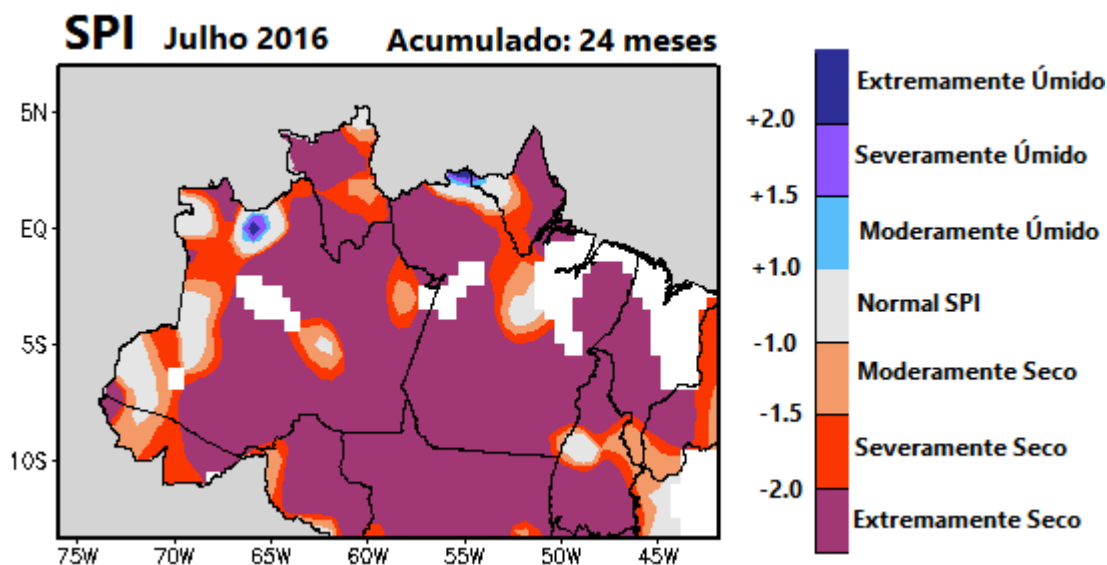 SPI Julho 2016 Acumulado: 24 meses
Extremamente Úmido
+2.0
Severamente Úmido
+1.5
Moderamente Úmido
+1.0
Normal SPI
-1.0
Moderamente Seco
-1.5
Severamente Seco
-2.0
Extremamente Seco
5N
EQ
5S
10S
75W 70W 65W 60W 55W 50W 45W